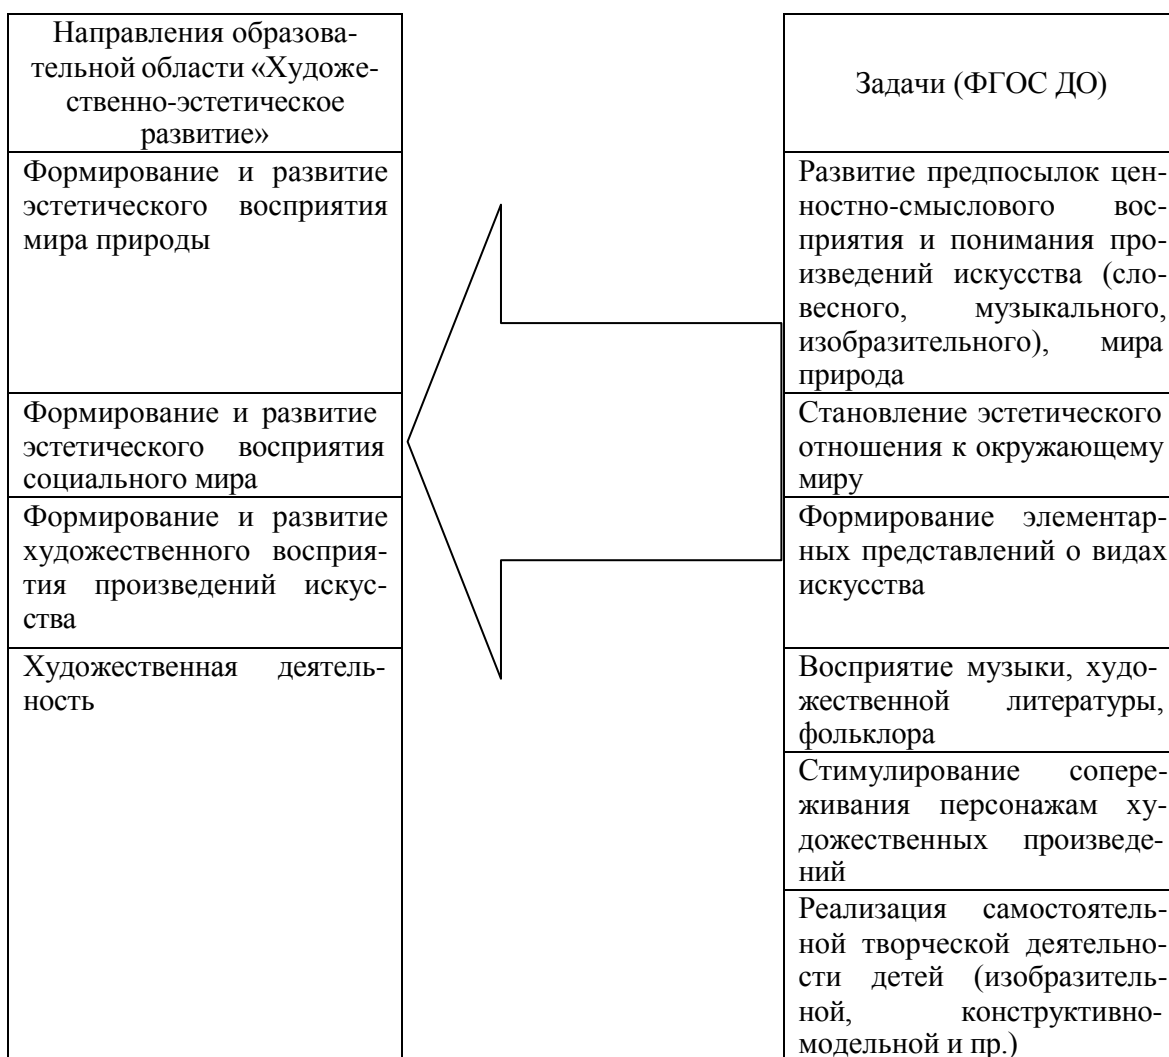 Направления образова-
тельной области «Художе-
ственно-эстетическое
развитие»
Формирование и развитие
эстетического восприятия
мира природы
Формирование и развитие
эстетического восприятия
социального мира
Формирование и развитие
художественного восприя-
тия произведений искус-
ства
Художественная деятель-
ность
Задачи (ФГОС ДО)
Развитие предпосылок цен-
ностно-смыслового вос-
приятия и понимания про-
изведений искусства (сло-
весного, музыкального,
изобразительного), мира
природа
Становление эстетического
отношения к окружающему
миру
Формирование элементар-
ных представлений о видах
искусства
Восприятие музыки, худо-
жественной литературы,
фольклора
Стимулирование сопере-
живания персонажам ху-
дожественных произведе-
ний
Реализация самостоятель-
ной творческой деятельно-
сти детей (изобразитель-
ной, конструктивно-
модельной и пр.)